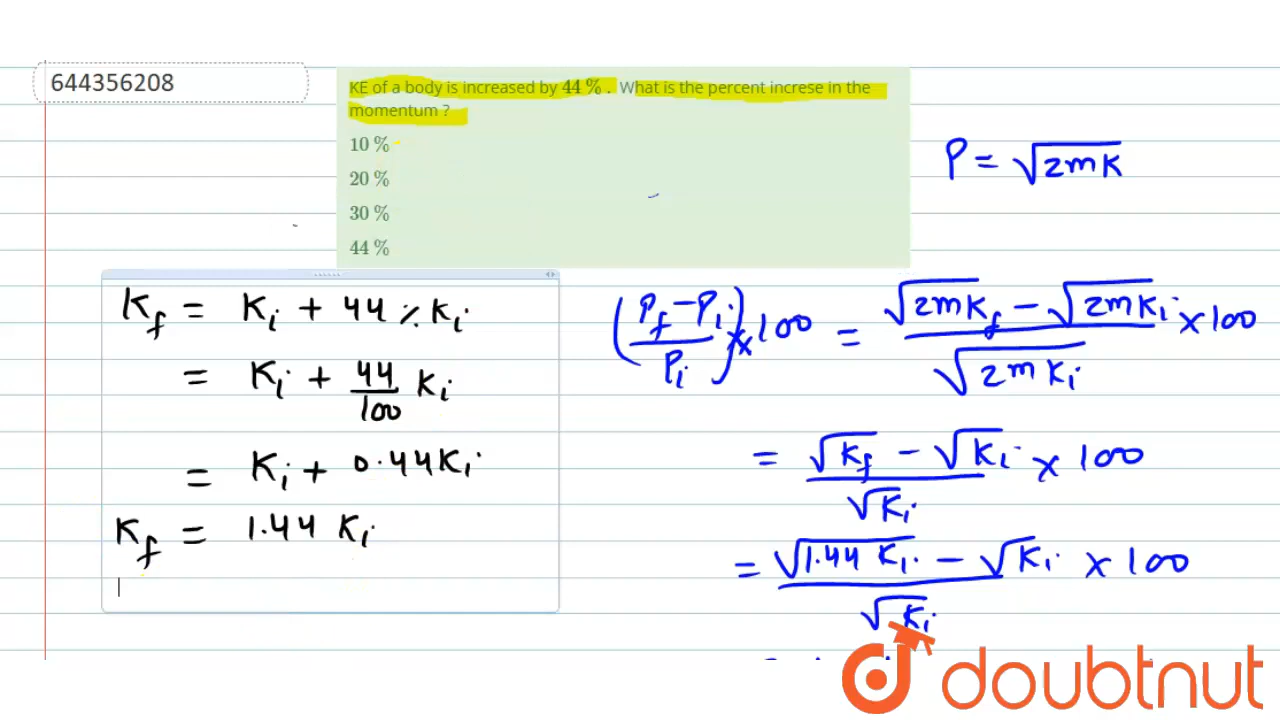 644356208
KE of a body is increased by 44 % . What is the percent increse in the
momentum ?
10 %
20 %
30 %
44 %
P = √2mK
K_f = K_i + 44 % K_i
= K_i + 44/100 K_i
= K_i + 0.44K_i
K_f = 1.44 K_i
((P_f - P_i)/P_i) × 100 = (√2mK_f - √2mK_i)/√2mK_i × 100
= (√K_f - √K_i)/√K_i × 100
= (√1.44 K_i - √K_i)/√K_i × 100
doubtnut